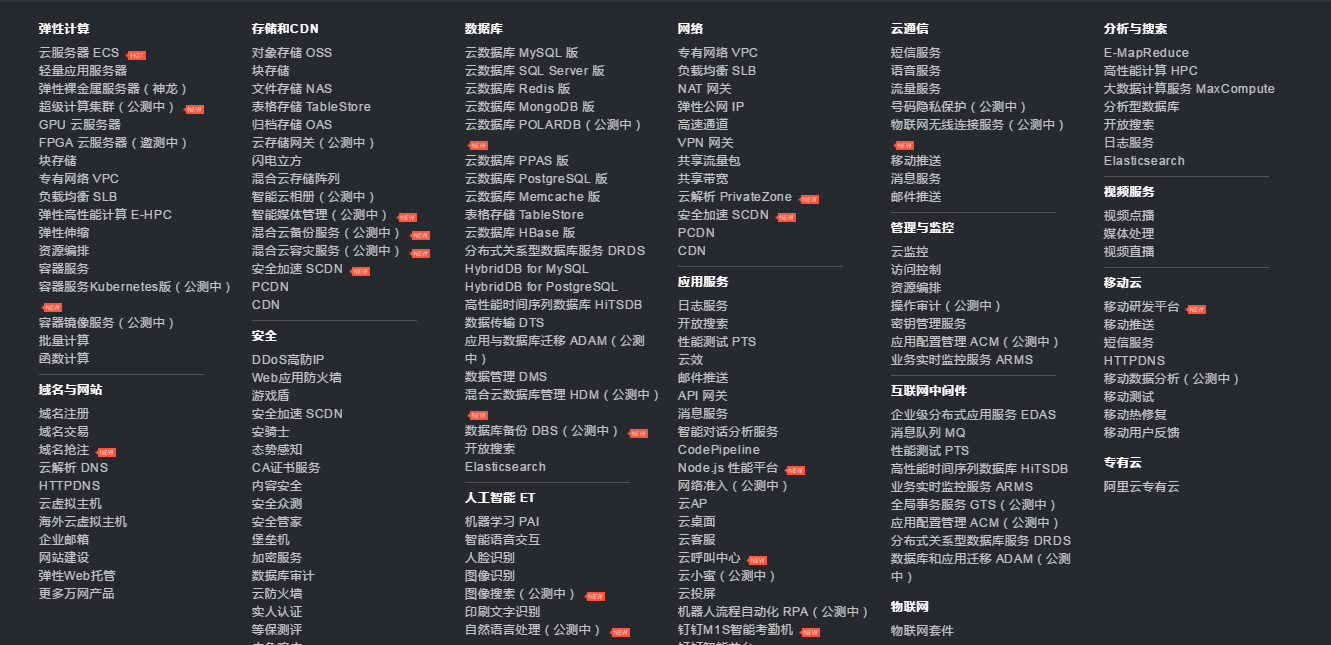 弹性计算
云服务器 ECS HOT
轻量应用服务器
弹性裸金属服务器（神龙）
超级计算集群（公测中） NEW
GPU 云服务器
FPGA 云服务器（邀测中）
块存储
专有网络 VPC
负载均衡 SLB
弹性高性能计算 E-HPC
弹性伸缩
资源编排
容器服务
容器服务Kubernetes版（公测中）
NEW
容器镜像服务（公测中）
批量计算
函数计算
域名与网站
域名注册
域名交易
域名抢注 NEW
云解析 DNS
HTTPDNS
云虚拟主机
海外云虚拟主机
企业邮箱
网站建设
弹性Web托管
更多万网产品
存储和CDN
对象存储 OSS
块存储
文件存储 NAS
表格存储 TableStore
归档存储 OAS
云存储网关（公测中）
闪电立方
混合云存储阵列
智能云相册（公测中）
智能媒体管理（公测中） NEW
混合云备份服务（公测中） NEW
混合云容灾服务（公测中） NEW
安全加速 SCDN NEW
PCDN
CDN
安全
DDoS高防IP
Web应用防火墙
游戏盾
安全加速 SCDN
安骑士
态势感知
CA证书服务
内容安全
安全众测
安全管家
堡垒机
加密服务
数据库审计
云防火墙
实人认证
等保测评
数据库
云数据库 MySQL 版
云数据库 SQL Server 版
云数据库 Redis 版
云数据库 MongoDB 版
云数据库 POLARDB（公测中）
NEW
云数据库 PPAS 版
云数据库 PostgreSQL 版
云数据库 Memcache 版
表格存储 TableStore
云数据库 HBase 版
分布式关系型数据库服务 DRDS
HybridDB for MySQL
HybridDB for PostgreSQL
高性能时间序列数据库 HiTSDB
数据传输 DTS
应用与数据库迁移 ADAM（公测
中）
数据管理 DMS
混合云数据库管理 HDM（公测中）
NEW
数据库备份 DBS（公测中） NEW
开放搜索
Elasticsearch
人工智能 ET
机器学习 PAI
智能语音交互
人脸识别
图像识别
图像搜索（公测中） NEW
印刷文字识别
自然语言处理（公测中） NEW
网络
专有网络 VPC
负载均衡 SLB
NAT 网关
弹性公网 IP
高速通道
VPN 网关
共享流量包
共享带宽
云解析 PrivateZone NEW
安全加速 SCDN NEW
PCDN
CDN
应用服务
日志服务
开放搜索
性能测试 PTS
云效
邮件推送
API 网关
消息服务
智能对话分析服务
CodePipeline
Node.js 性能平台 NEW
网络准入（公测中）
云AP
云桌面
云客服
云呼叫中心 NEW
云小蜜（公测中）
云投屏
机器人流程自动化 RPA（公测中）
钉钉M1S智能考勤机 NEW
云通信
短信服务
语音服务
流量服务
号码隐私保护（公测中）
物联网无线连接服务（公测中）
NEW
移动推送
消息服务
邮件推送
管理与监控
云监控
访问控制
资源编排
操作审计（公测中）
密钥管理服务
应用配置管理 ACM（公测中）
业务实时监控服务 ARMS
互联网中间件
企业级分布式应用服务 EDAS
消息队列 MQ
性能测试 PTS
高性能时间序列数据库 HiTSDB
业务实时监控服务 ARMS
全局事务服务 GTS（公测中）
应用配置管理 ACM（公测中）
分布式关系型数据库服务 DRDS
数据库和应用迁移 ADAM（公测
中）
物联网
物联网套件
分析与搜索
E-MapReduce
高性能计算 HPC
大数据计算服务 MaxCompute
分析型数据库
开放搜索
日志服务
Elasticsearch
视频服务
视频点播
媒体处理
视频直播
移动云
移动研发平台 NEW
移动推送
短信服务
HTTPDNS
移动数据分析（公测中）
移动测试
移动热修复
移动用户反馈
专有云
阿里云专有云